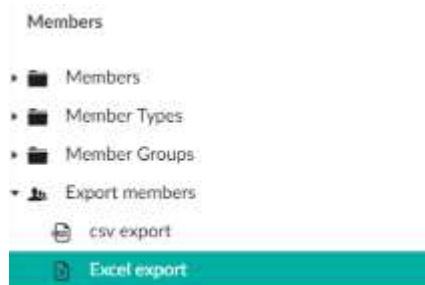 Members
Members
Member Types
Member Groups
Export members
csv export
Excel export